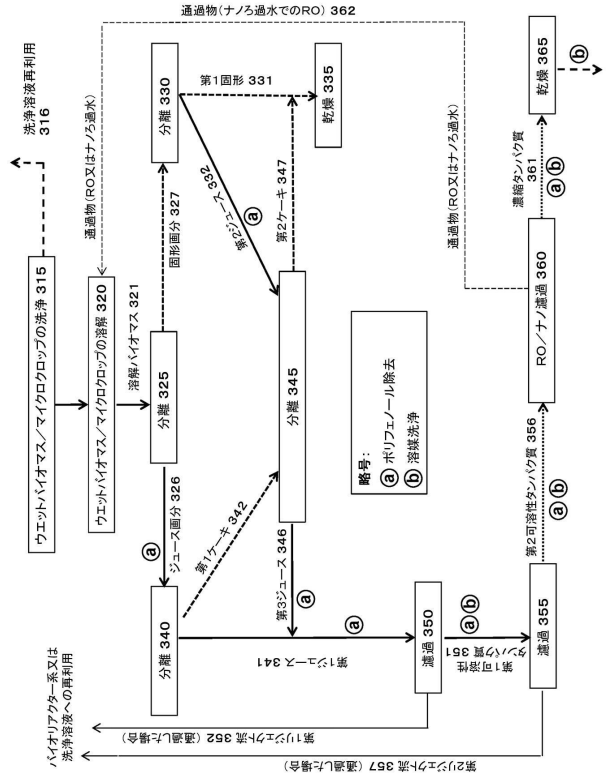 ウエットバイオマス/マイクロクロップの洗浄 315
洗浄溶液再利用
316
ウエットバイオマス/マイクロクロップの溶解 320
溶解バイオマス 321
通過物(RO又はナノろ過水)
通過物(ナノろ過水でのRO) 362
分離 325
固形画分 327
分離 330
第1固形 331
乾燥 335
ⓐ
ジュース画分 326
第2ジュース 332
ⓐ
第2ケーキ 347
分離 340
第1ケーキ 342
分離 345
第3ジュース 346
ⓐ
第1ジュース 341
ⓐ
略号:
ⓐ ポリフェノール除去
ⓑ 溶媒洗浄
バイオリアクター系又は
洗浄溶液への再利用
第1リジェクト流 352 (通過した場合)
第2リジェクト流 357 (通過した場合)
濾過 350
第1可溶性
タンパク質 351
ⓐⓑ
濾過 355
第2可溶性タンパク質 356
ⓐⓑ
RO/ナノ濾過 360
通過物(RO又はナノろ過水)
濃縮タンパク質
361
ⓐⓑ
乾燥 365
ⓑ